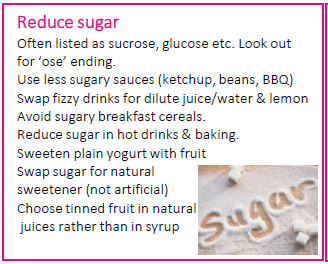 Reduce sugar
Often listed as sucrose, glucose etc. Look out
for ‘ose’ ending.
Use less sugary sauces (ketchup, beans, BBQ)
Swap fizzy drinks for dilute juice/water & lemon
Avoid sugary breakfast cereals.
Reduce sugar in hot drinks & baking.
Sweeten plain yogurt with fruit
Swap sugar for natural
sweetener (not artificial)
Choose tinned fruit in natural
juices rather than in syrup
Sugar